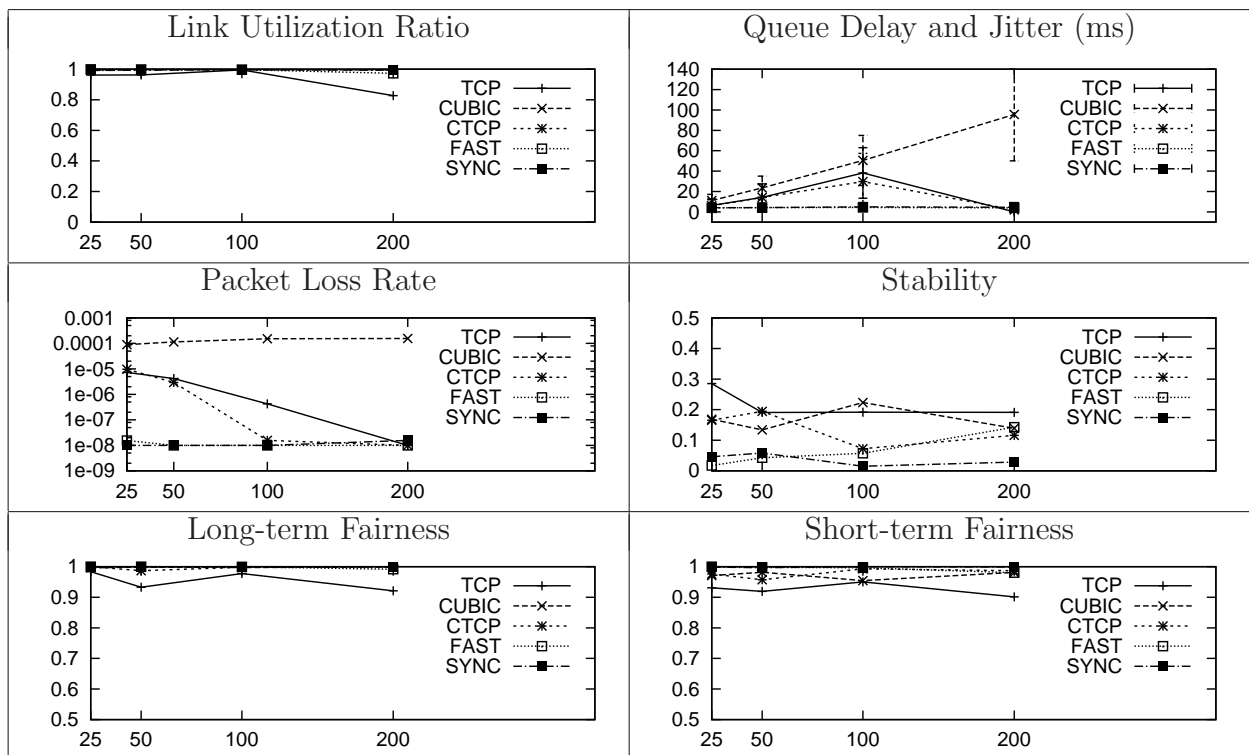 Link Utilization Ratio
1
0.8
0.6
0.4
0.2
0
25 50 100 200
TCP
CUBIC
CTCP
FAST
SYNC
Queue Delay and Jitter (ms)
140
120
100
80
60
40
20
0
25 50 100 200
TCP
CUBIC
CTCP
FAST
SYNC
Packet Loss Rate
0.001
0.0001
1e-05
1e-06
1e-07
1e-08
1e-09
25 50 100 200
TCP
CUBIC
CTCP
FAST
SYNC
Stability
0.5
0.4
0.3
0.2
0.1
0
25 50 100 200
TCP
CUBIC
CTCP
FAST
SYNC
Long-term Fairness
1
0.9
0.8
0.7
0.6
0.5
25 50 100 200
TCP
CUBIC
CTCP
FAST
SYNC
Short-term Fairness
1
0.9
0.8
0.7
0.6
0.5
25 50 100 200
TCP
CUBIC
CTCP
FAST
SYNC